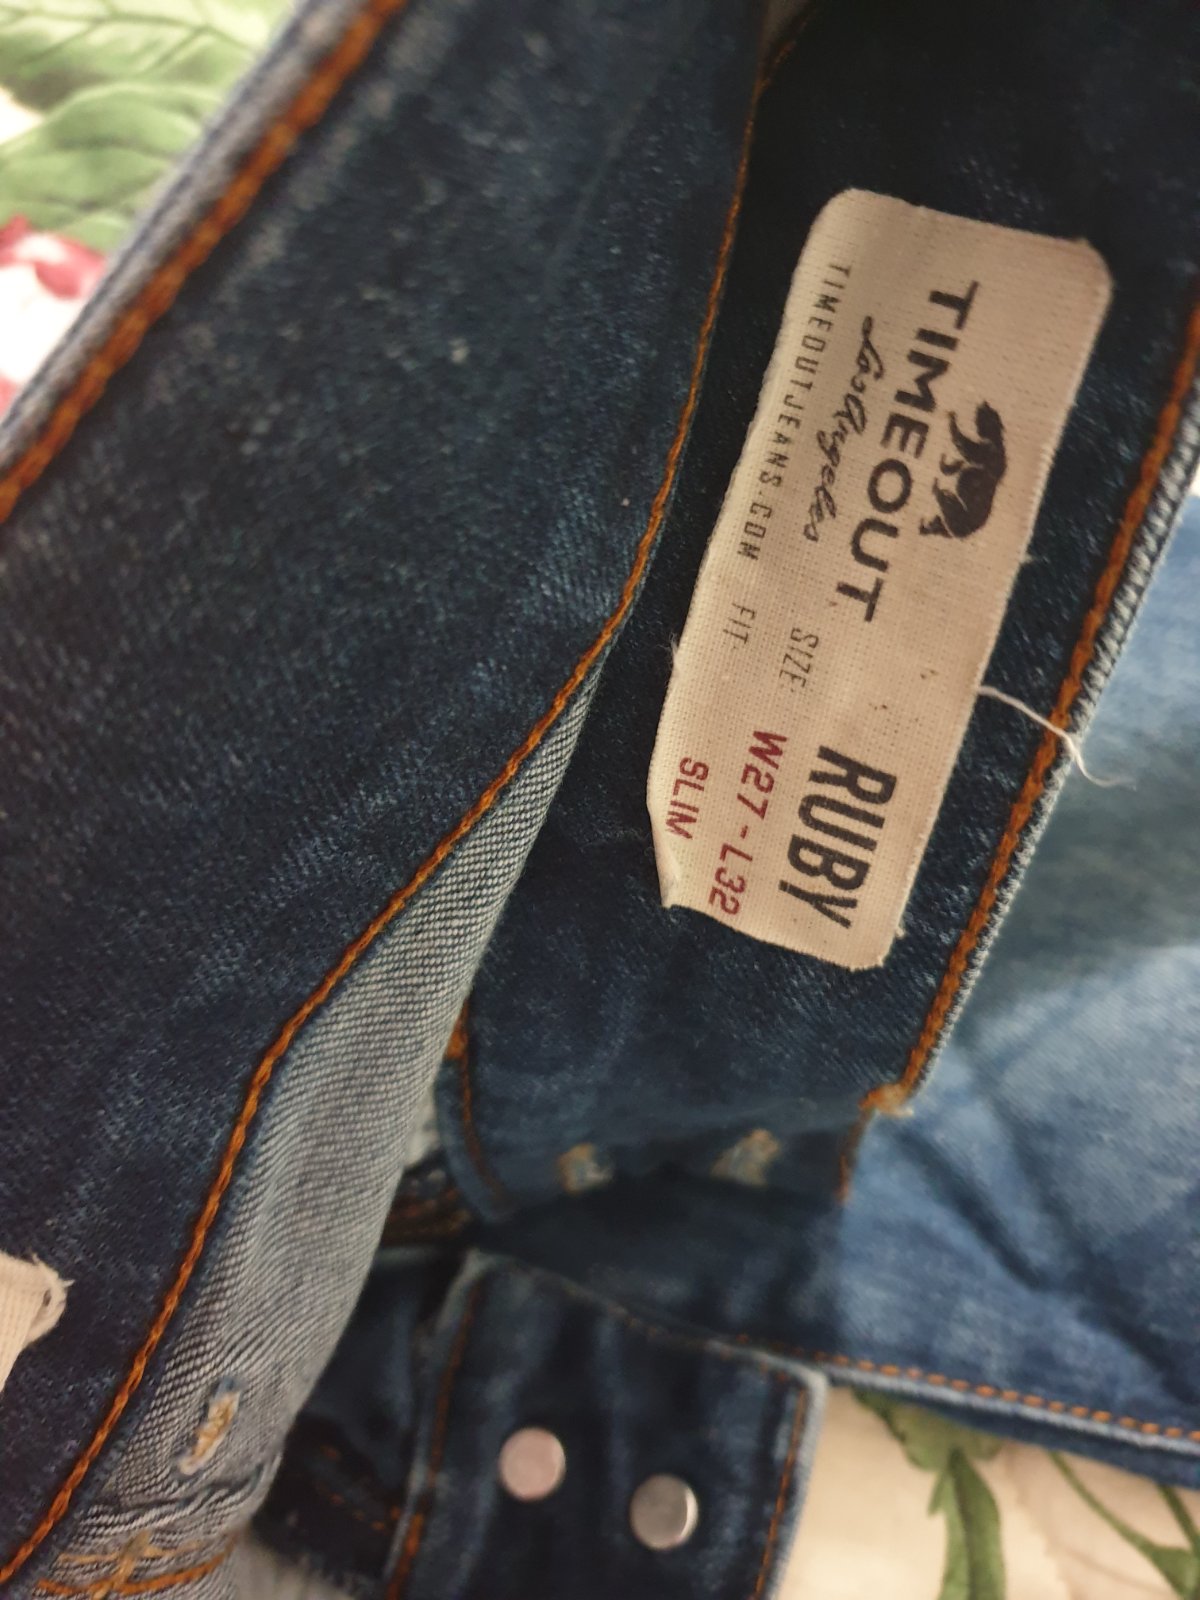 TIMEOUT
Los Angeles
TIMEOUTJEANS.COM
RUBY
SIZE: W27-L32
FIT: SLIM